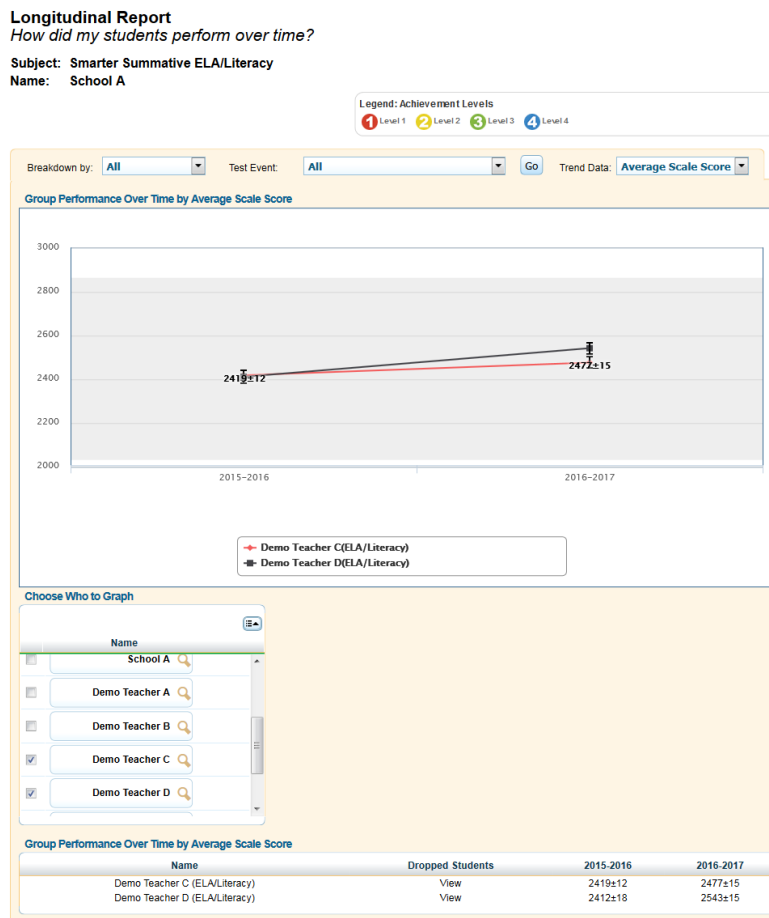 Longitudinal Report
How did my students perform over time?
Subject: Smarter Summative ELA/Literacy
Name: School A
Legend: Achievement Levels
1 Level 1 2 Level 2 3 Level 3 4 Level 4
Breakdown by: All Test Event: All Go Trend Data: Average Scale Score
Group Performance Over Time by Average Scale Score
3000
2800
2600
2400
2200
2000
2419±12
2477±15
2015-2016 2016-2017
Demo Teacher C(ELA/Literacy)
Demo Teacher D(ELA/Literacy)
Choose Who to Graph
Name
School A
Demo Teacher A
Demo Teacher B
Demo Teacher C
Demo Teacher D
Group Performance Over Time by Average Scale Score
Name Dropped Students 2015-2016 2016-2017
Demo Teacher C (ELA/Literacy) View 2419±12 2477±15
Demo Teacher D (ELA/Literacy) View 2412±18 2543±15